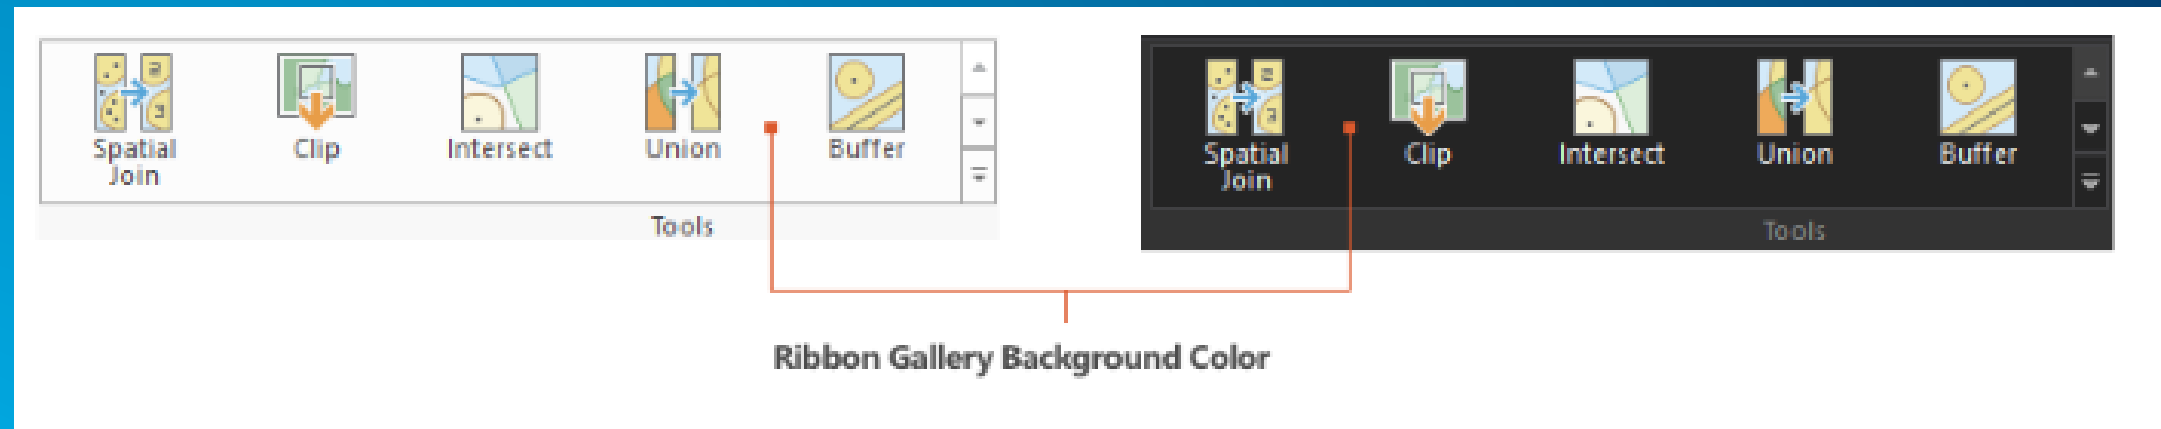 Spatial
Join
Clip
Intersect
Union
Buffer
Tools
Spatial
Join
Clip
Intersect
Union
Buffer
Tools
Ribbon Gallery Background Color